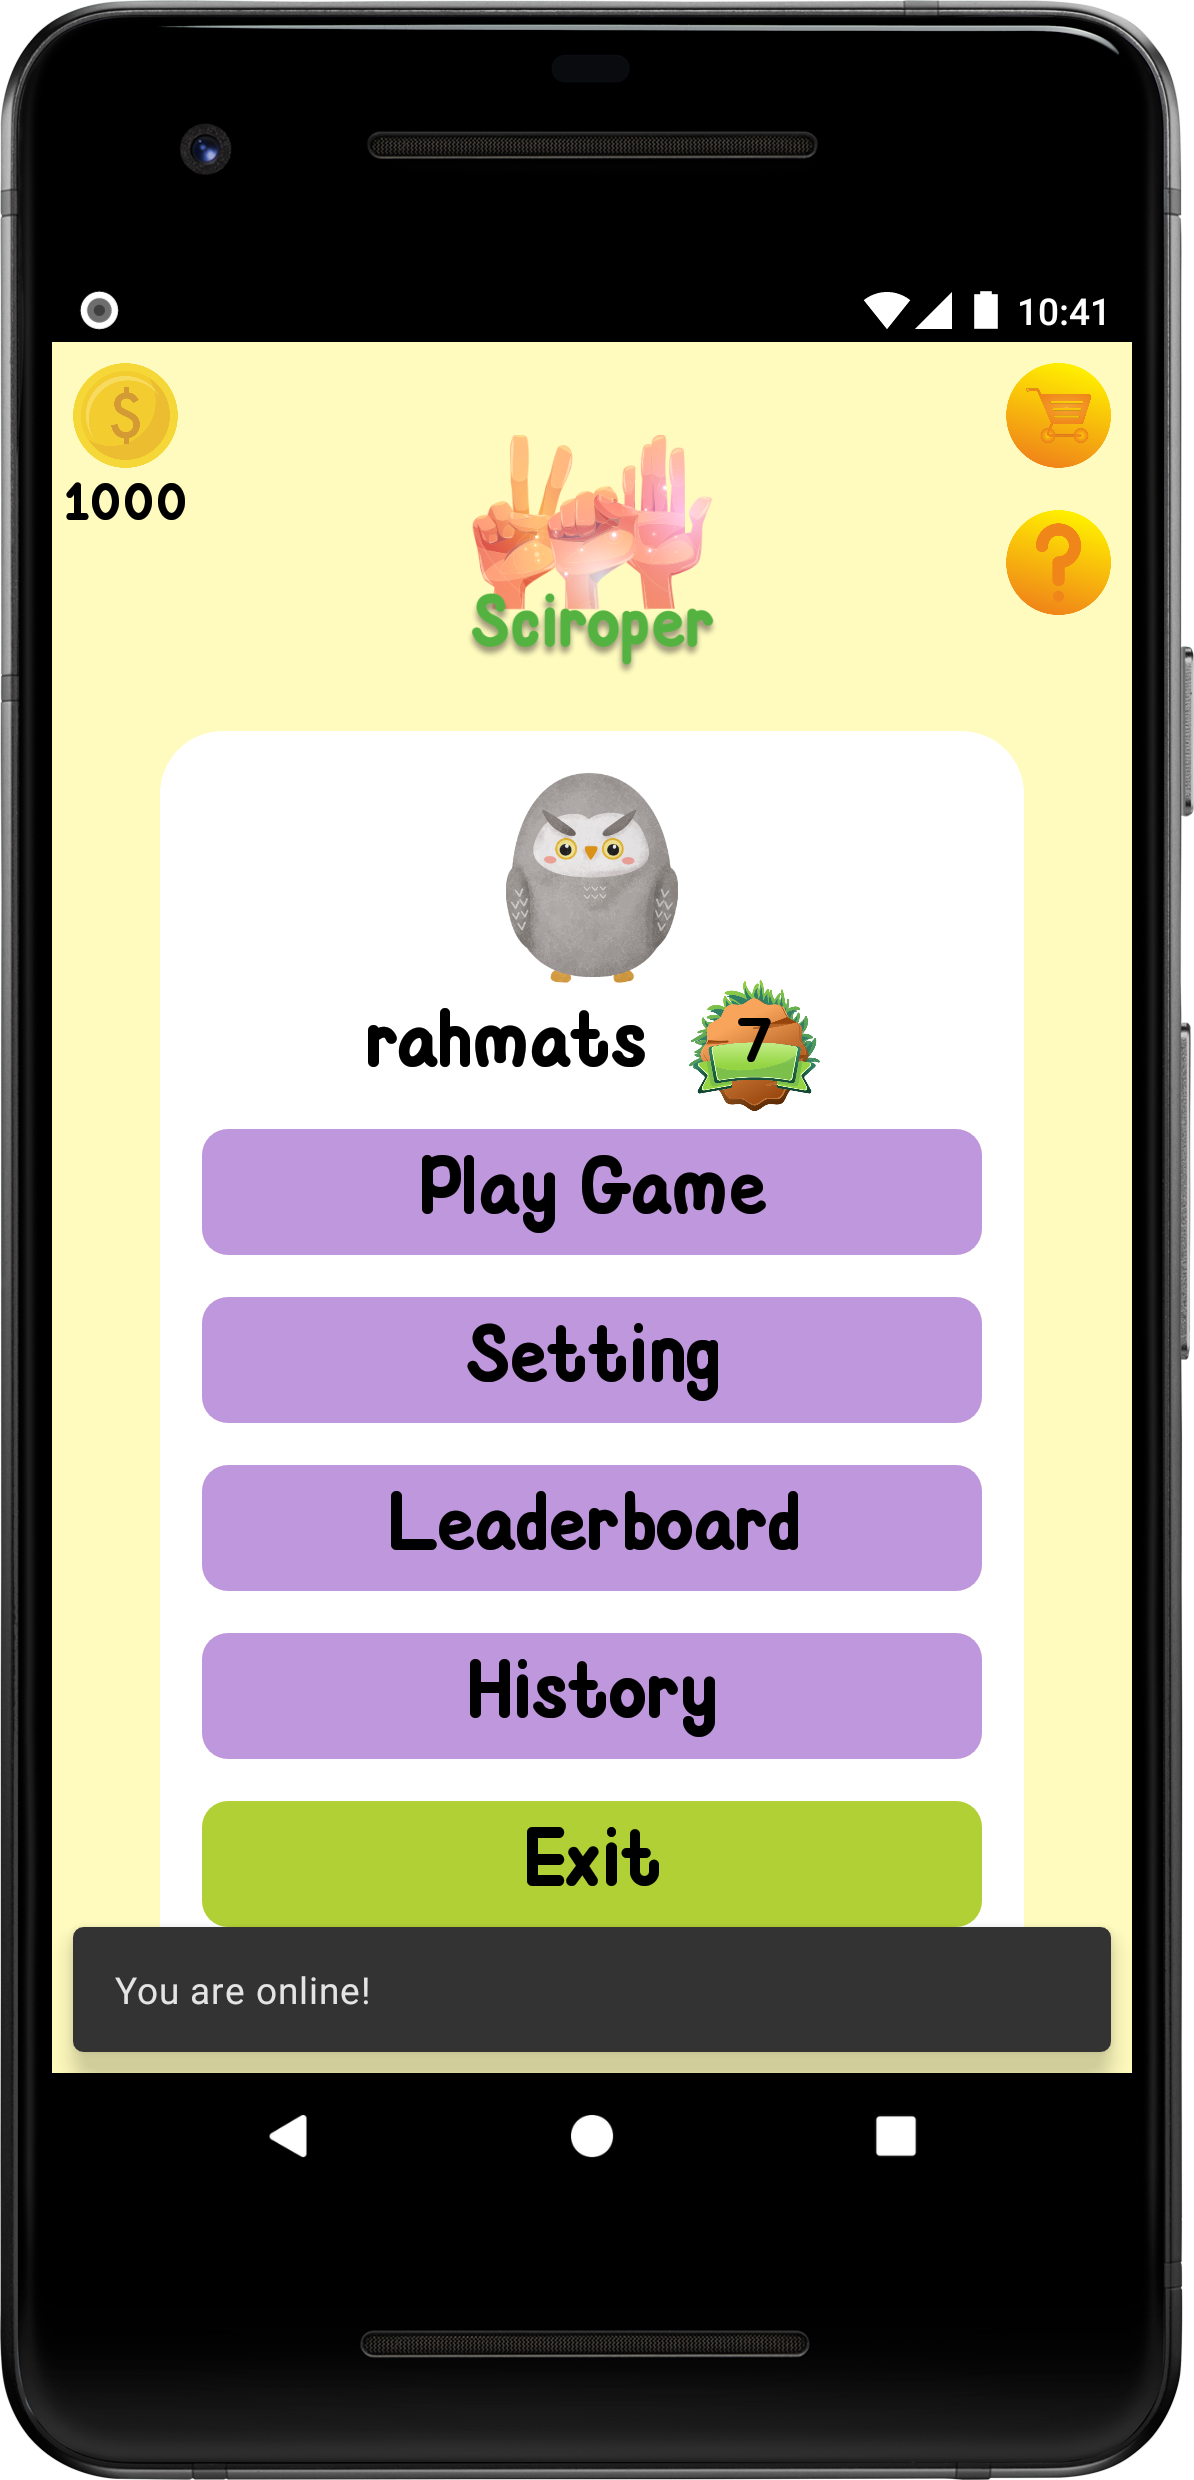 10:41
$
1000
?
Sciroper
rahmats
7
Play Game
Setting
Leaderboard
History
Exit
You are online!